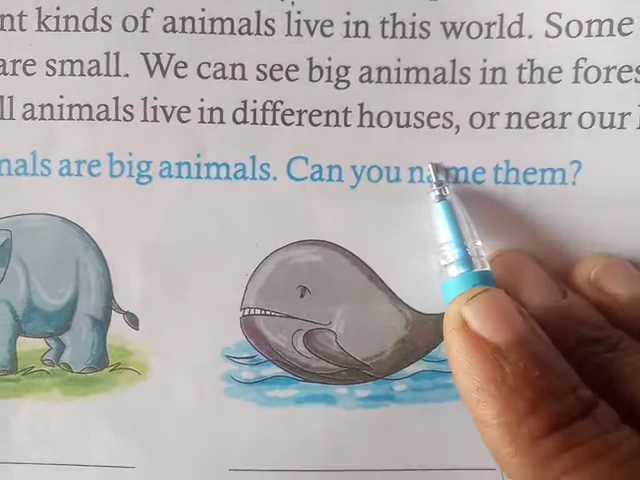 nt kinds of animals live in this world. Some
are small. We can see big animals in the fores
ll animals live in different houses, or near our
mals are big animals. Can you name them?